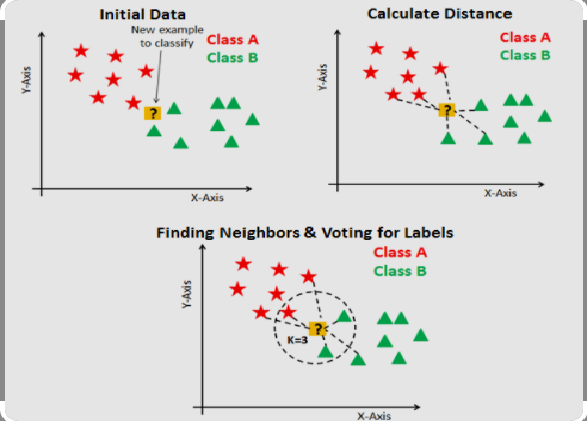 Initial Data
New example
to classify
Class A
Class B
Y-Axis
?
X-Axis
Calculate Distance
Class A
Class B
Y-Axis
?
X-Axis
Finding Neighbors & Voting for Labels
Class A
Class B
Y-Axis
?
K=3
X-Axis